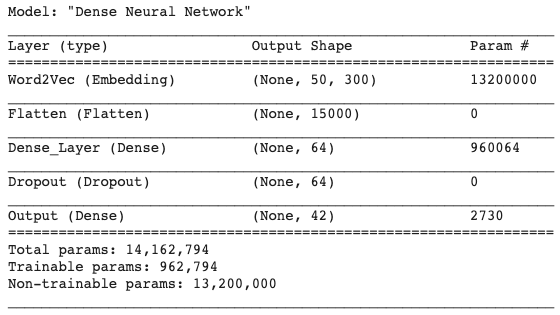 Model: "Dense Neural Network"
Layer (type) Output Shape Param #
Word2Vec (Embedding) (None, 50, 300) 13200000
Flatten (Flatten) (None, 15000) 0
Dense_Layer (Dense) (None, 64) 960064
Dropout (Dropout) (None, 64) 0
Output (Dense) (None, 42) 2730
Total params: 14,162,794
Trainable params: 962,794
Non-trainable params: 13,200,000